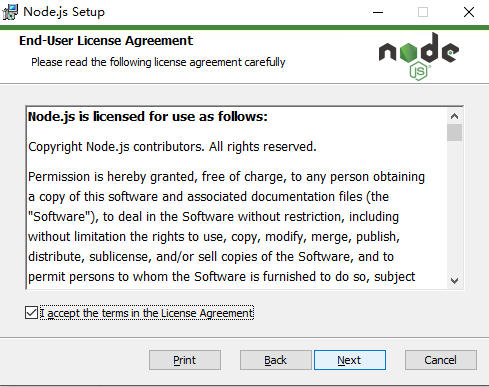 Node.js Setup
End-User License Agreement
Please read the following license agreement carefully
node
JS
Node.js is licensed for use as follows:
Copyright Node.js contributors. All rights reserved.
Permission is hereby granted, free of charge, to any person obtaining
a copy of this software and associated documentation files (the
"Software"), to deal in the Software without restriction, including
without limitation the rights to use, copy, modify, merge, publish,
distribute, sublicense, and/or sell copies of the Software, and to
permit persons to whom the Software is furnished to do so, subject
I accept the terms in the License Agreement
Print Back Next Cancel